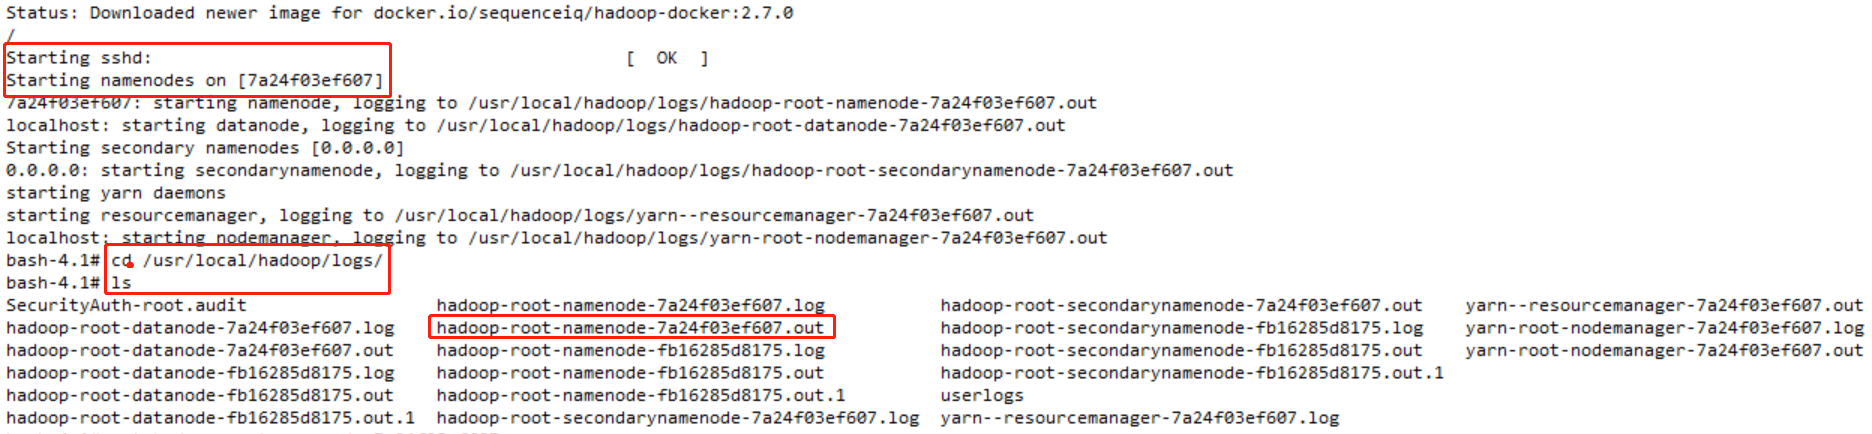 Status: Downloaded newer image for docker.io/sequenceiq/hadoop-docker:2.7.0
/
Starting sshd: [ OK ]
Starting namenodes on [7a24f03ef607]
7a24f03ef607: starting namenode, logging to /usr/local/hadoop/logs/hadoop-root-namenode-7a24f03ef607.out
localhost: starting datanode, logging to /usr/local/hadoop/logs/hadoop-root-datanode-7a24f03ef607.out
Starting secondary namenodes [0.0.0.0]
0.0.0.0: starting secondarynamenode, logging to /usr/local/hadoop/logs/hadoop-root-secondarynamenode-7a24f03ef607.out
starting yarn daemons
starting resourcemanager, logging to /usr/local/hadoop/logs/yarn--resourcemanager-7a24f03ef607.out
localhost: starting nodemanager, logging to /usr/local/hadoop/logs/yarn-root-nodemanager-7a24f03ef607.out
bash-4.1# cd /usr/local/hadoop/logs/
bash-4.1# ls
SecurityAuth-root.audit hadoop-root-namenode-7a24f03ef607.log hadoop-root-secondarynamenode-7a24f03ef607.out yarn--resourcemanager-7a24f03ef607.out
hadoop-root-datanode-7a24f03ef607.log hadoop-root-namenode-7a24f03ef607.out hadoop-root-secondarynamenode-fb16285d8175.log yarn-root-nodemanager-7a24f03ef607.log
hadoop-root-datanode-7a24f03ef607.out hadoop-root-namenode-fb16285d8175.log hadoop-root-secondarynamenode-fb16285d8175.out yarn-root-nodemanager-7a24f03ef607.out
hadoop-root-datanode-fb16285d8175.log hadoop-root-namenode-fb16285d8175.out hadoop-root-secondarynamenode-fb16285d8175.out.1
hadoop-root-datanode-fb16285d8175.out hadoop-root-namenode-fb16285d8175.out.1 userlogs
hadoop-root-datanode-fb16285d8175.out.1 hadoop-root-secondarynamenode-7a24f03ef607.log yarn--resourcemanager-7a24f03ef607.log